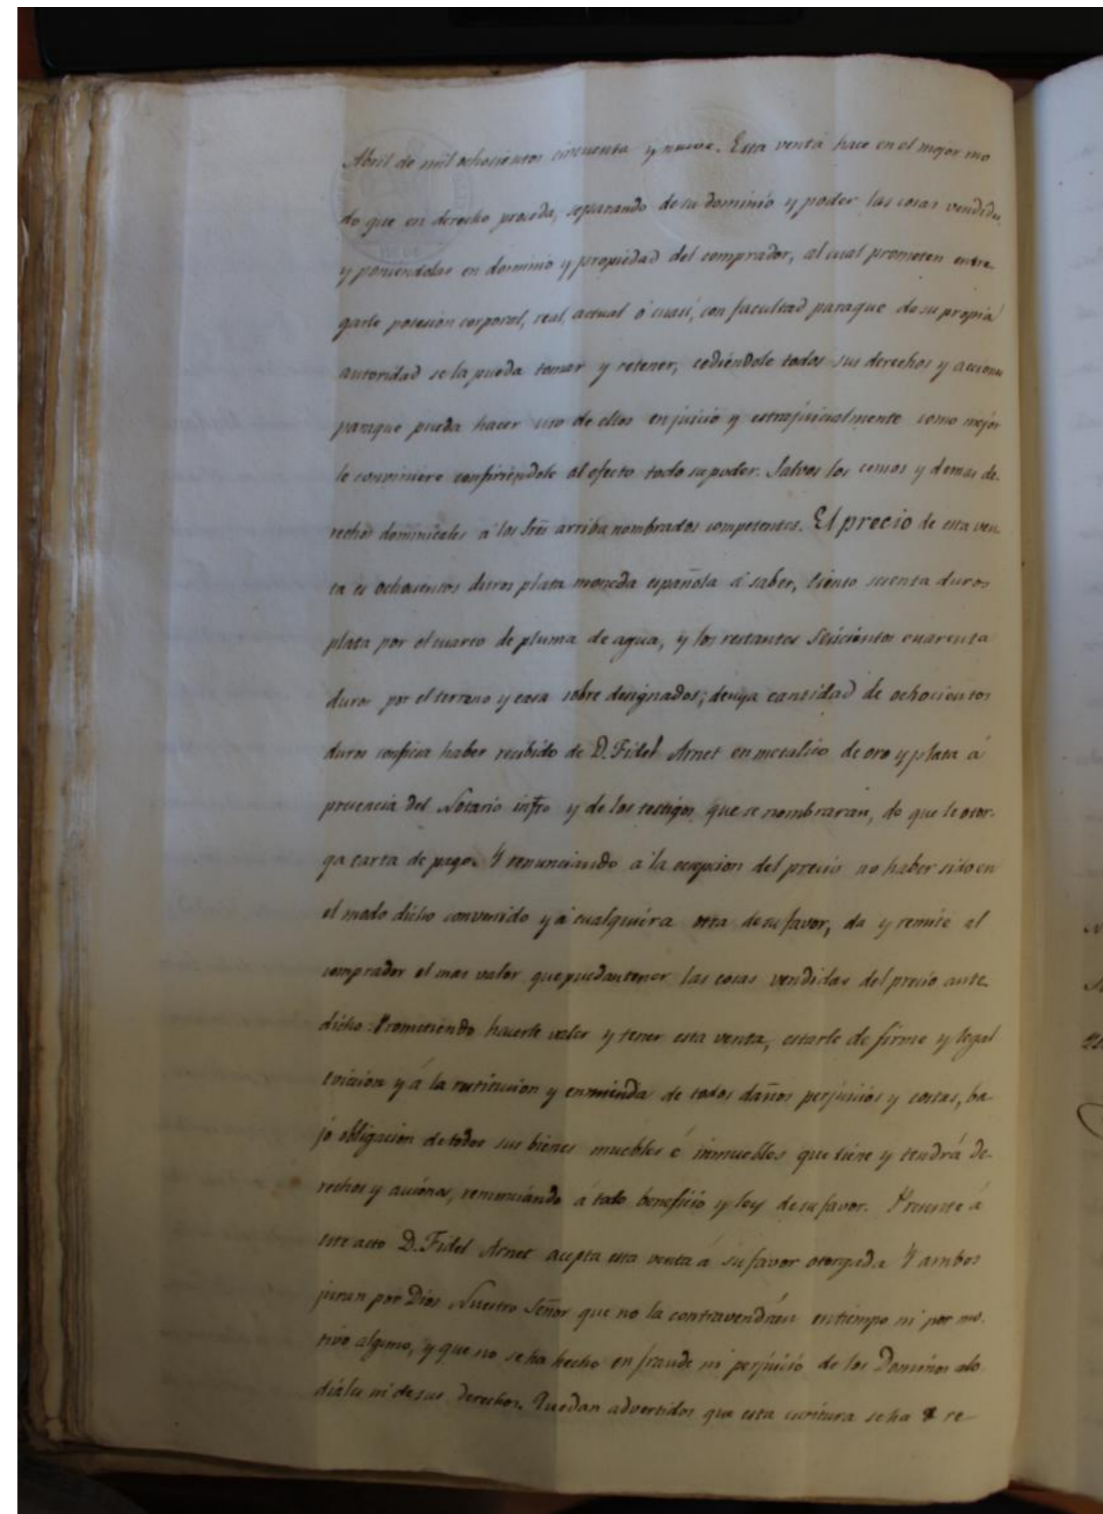 Abril de mil ochocientos cincuenta y nueve. Esta venta hace en el mejor mo
do que en derecho proceda, separando de su dominio y poder las cosas vendidas,
y poniéndolas en dominio y propiedad del comprador, al cual prometen entre-
garle posesion corporal, real, actual ó cuasi, con facultad paraque de su propia
autoridad se la pueda tomar y retener, cediéndole todos sus derechos y acciones
paraque pueda hacer uso de ellos en juicio y estrajudicialmente como mejor
le conviniere confiriéndole al efecto todo su poder. Salvos los censos y demas de-
rechos dominicales á los Sres arriba nombrados competentes. El precio de esta ven
ta es ochocientos duros plata moneda española á saber, ciento sesenta duros
plata por el cuarto de pluma de agua, y los restantes seiscientos cuarenta
duros por el terreno y casa sobre designados; de cuya cantidad de ochocientos
duros confiesa haber recibido de D. Fidel Arnet en metalico de oro y plata á
presencia del Notario infro y de los testigos que se nombraran, de que le otor-
ga carta de pago. Y renunciando á la escepcion del precio no haber sido en
el modo dicho convenido y á cualquiera otra de su favor, da y remite al
comprador el mas valor que puedan tener las cosas vendidas del precio ante-
dicho: Prometiendo hacerle valer y tener esta venta, estarle de firme y legal
eviccion y á la restitucion y enmienda de todos daños perjuicios y costas, ba-
jo obligacion de todos sus bienes muebles é inmuebles que tiene y tendrá de-
rechos y acciones, renunciando á todo beneficio y ley de su favor. Presente á
este acto D. Fidel Arnet acepta esta venta á su favor otorgada Y ambos
juran por Dios Nuestro Señor que no la contravendrán en tiempo ni por mo-
tivo alguno, y que no se ha hecho en fraude ni perjuicio de los Dominios alo
diales ni de sus derechos. Quedan advertidos que esta escritura se ha re-